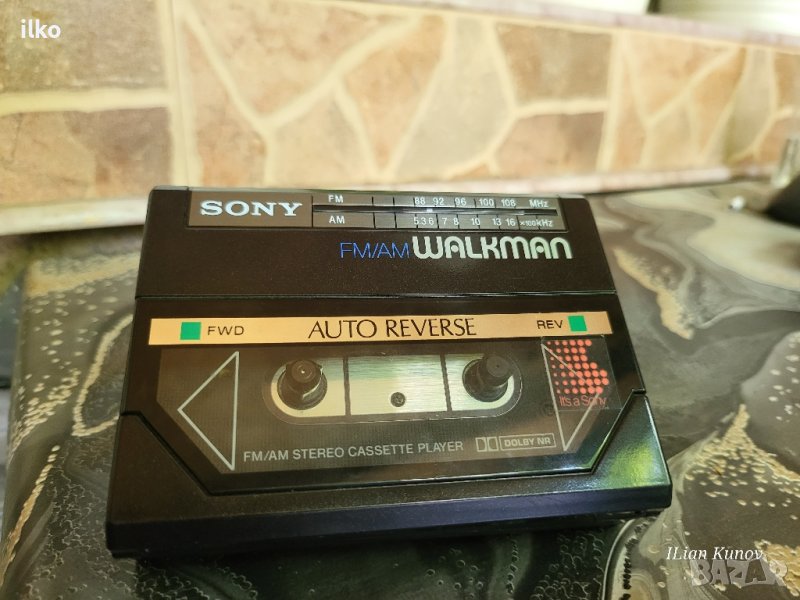 ilko
SONY
FM 88 92 96 100 108 MHz
AM 5.3 6 7 8 10 13 16 ×100kHz
FM/AM WALKMAN
FWD AUTO REVERSE REV
It's a Sony
FM/AM STEREO CASSETTE PLAYER DOLBY NR
ILian Kunov
BAZAR